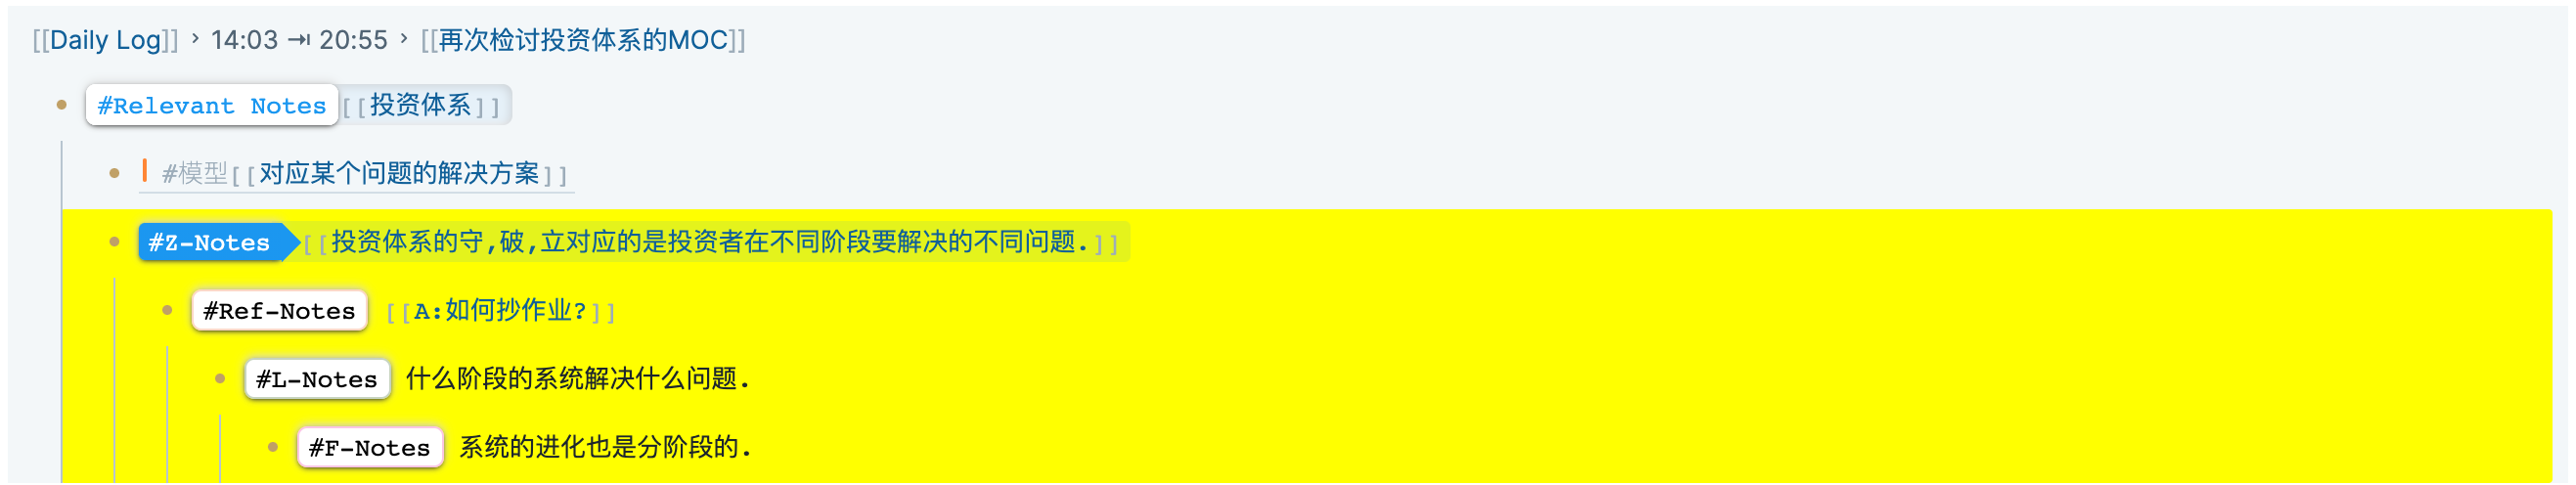 [[Daily Log]] › 14:03 ⇥ 20:55 › [[再次检讨投资体系的MOC]]
#Relevant Notes[[投资体系]]
#模型[[对应某个问题的解决方案]]
#Z-Notes[[投资体系的守,破,立对应的是投资者在不同阶段要解决的不同问题.]]
#Ref-Notes [[A:如何抄作业?]]
#L-Notes 什么阶段的系统解决什么问题.
#F-Notes 系统的进化也是分阶段的.